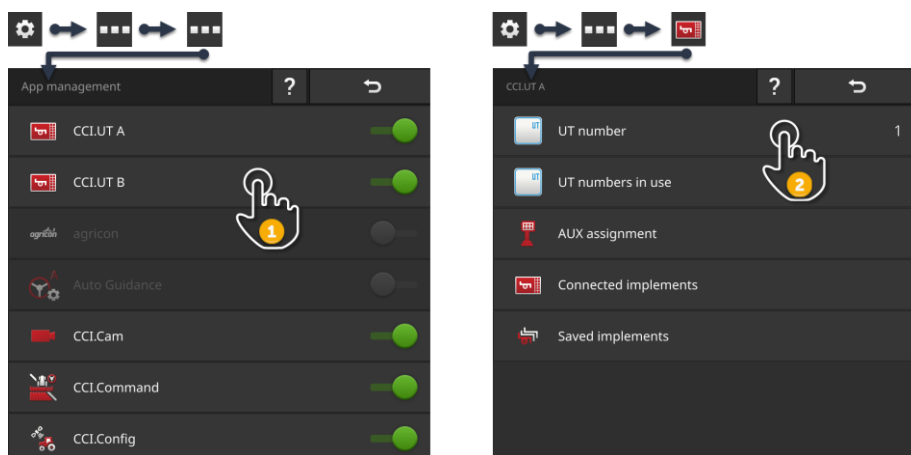 App management
?
CCI.UT A
CCI.UT B
1
agricon
agricon
Auto Guidance
CCI.Cam
CCI.Command
CCI.Config
CCI.UT A
?
UT
UT number
1
2
UT
UT numbers in use
AUX assignment
Connected implements
Saved implements